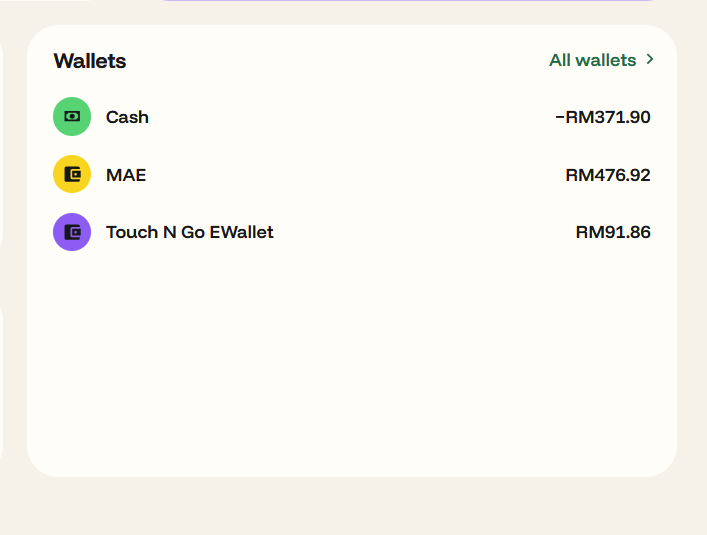 Wallets
All wallets
Cash
−RM371.90
MAE
RM476.92
Touch N Go EWallet
RM91.86